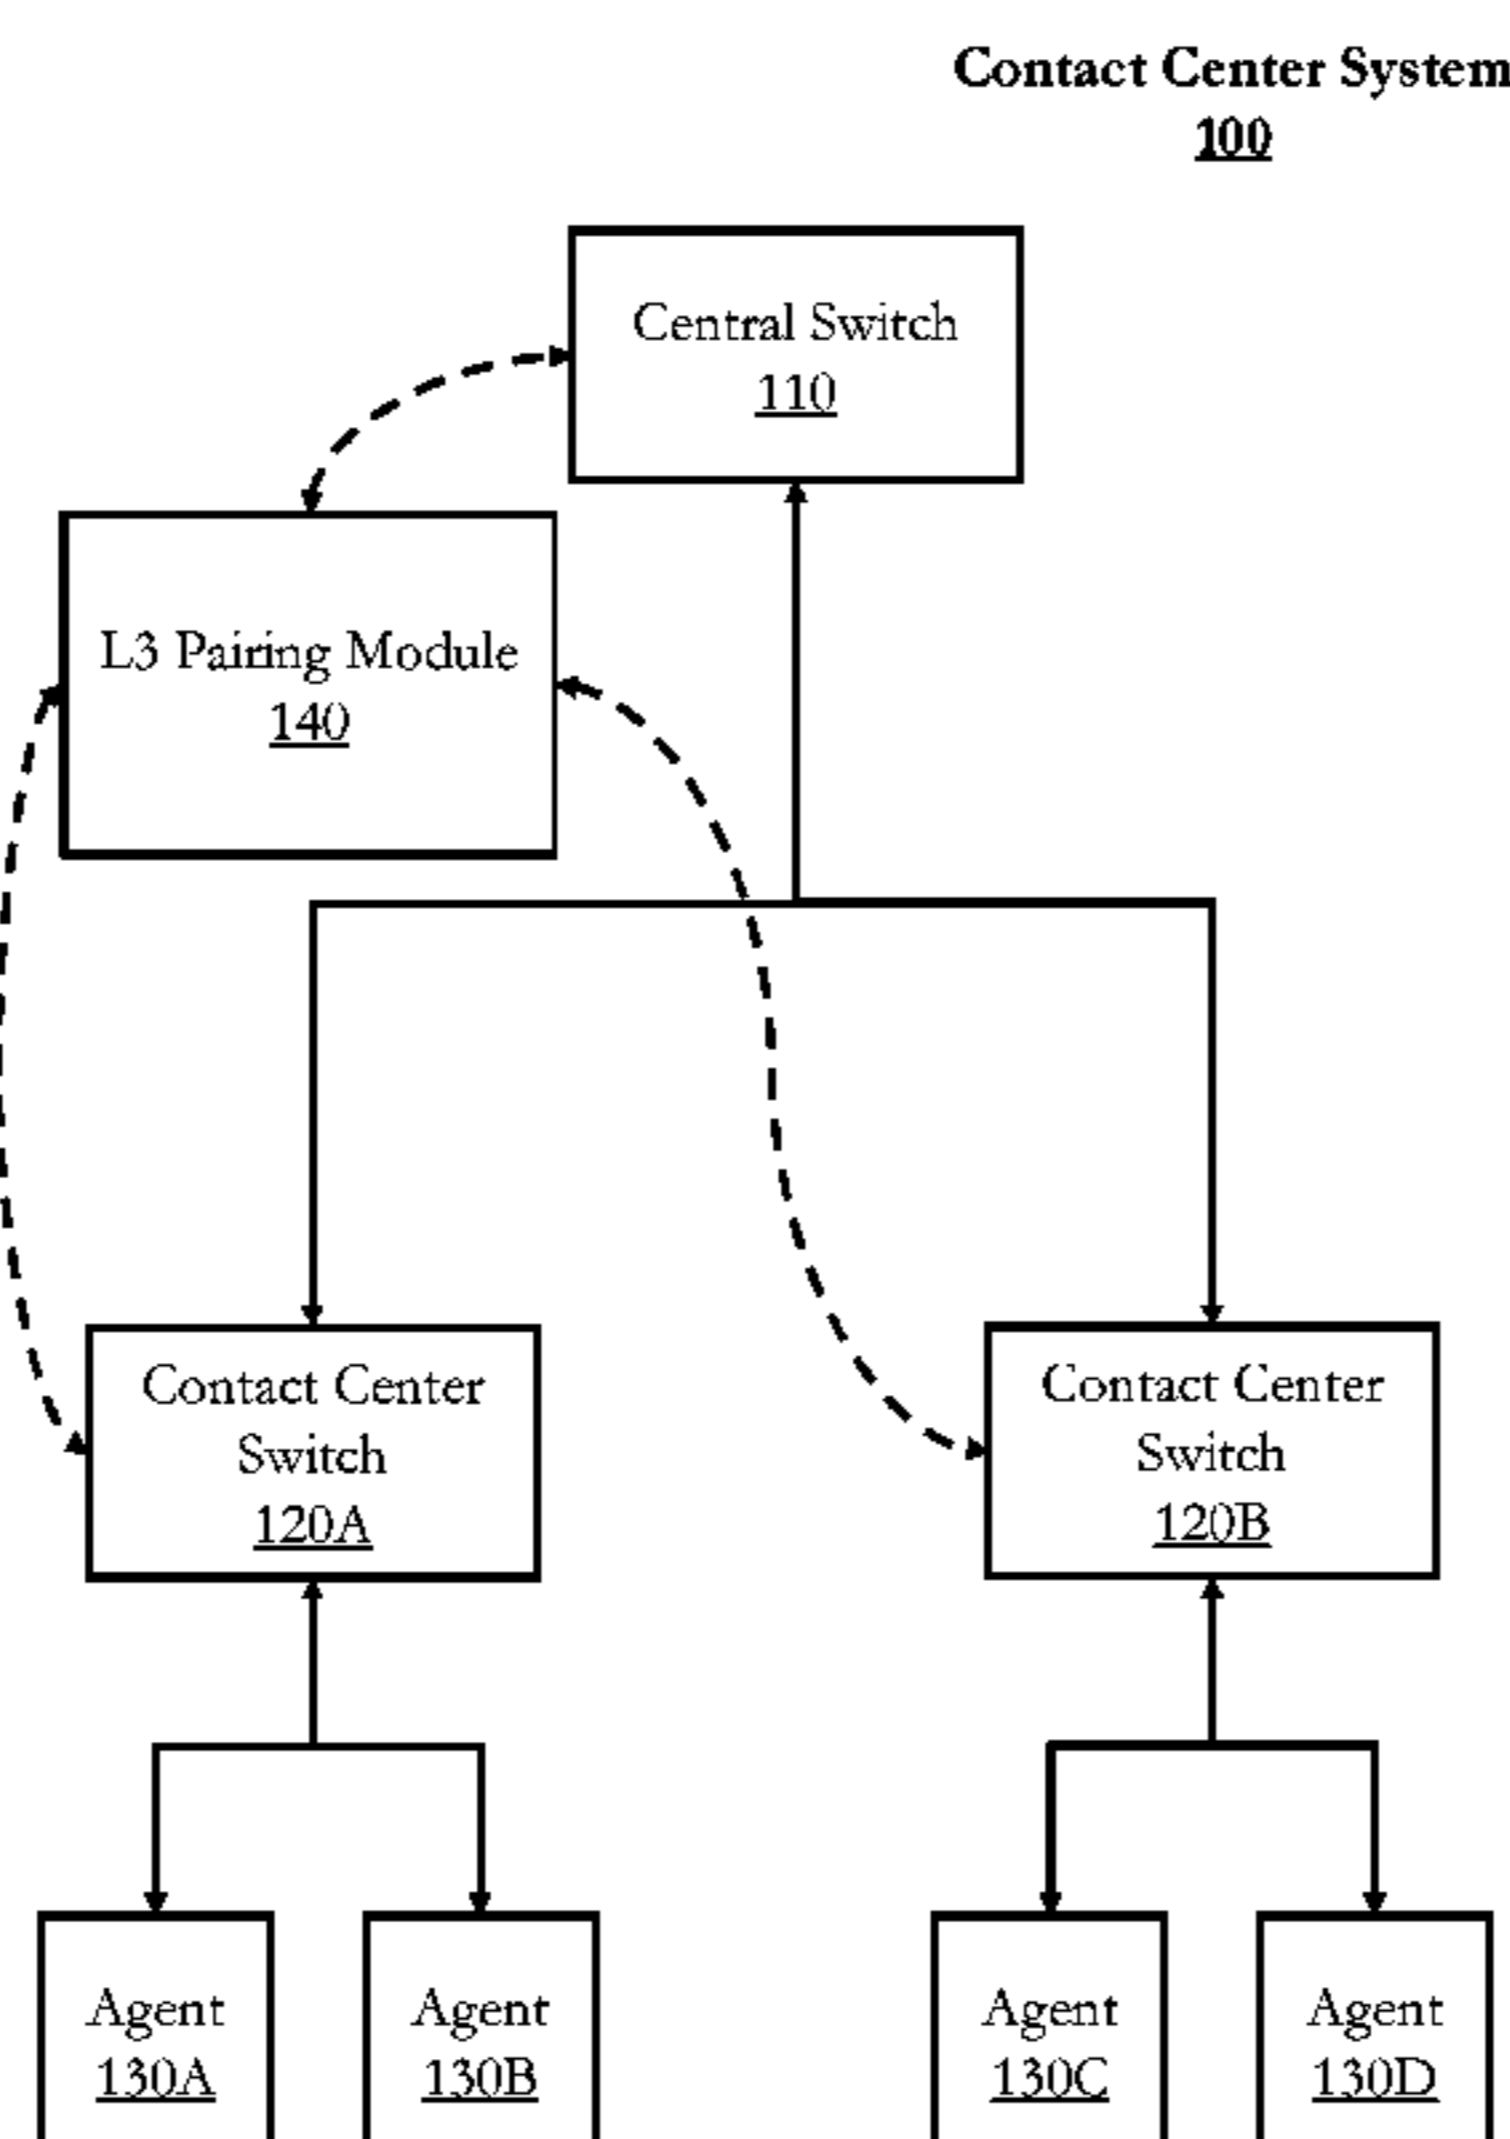 Contact Center System
100
Central Switch
110
L3 Pairing Module
140
Contact Center
Switch
120A
Contact Center
Switch
120B
Agent
130A
Agent
130B
Agent
130C
Agent
130D